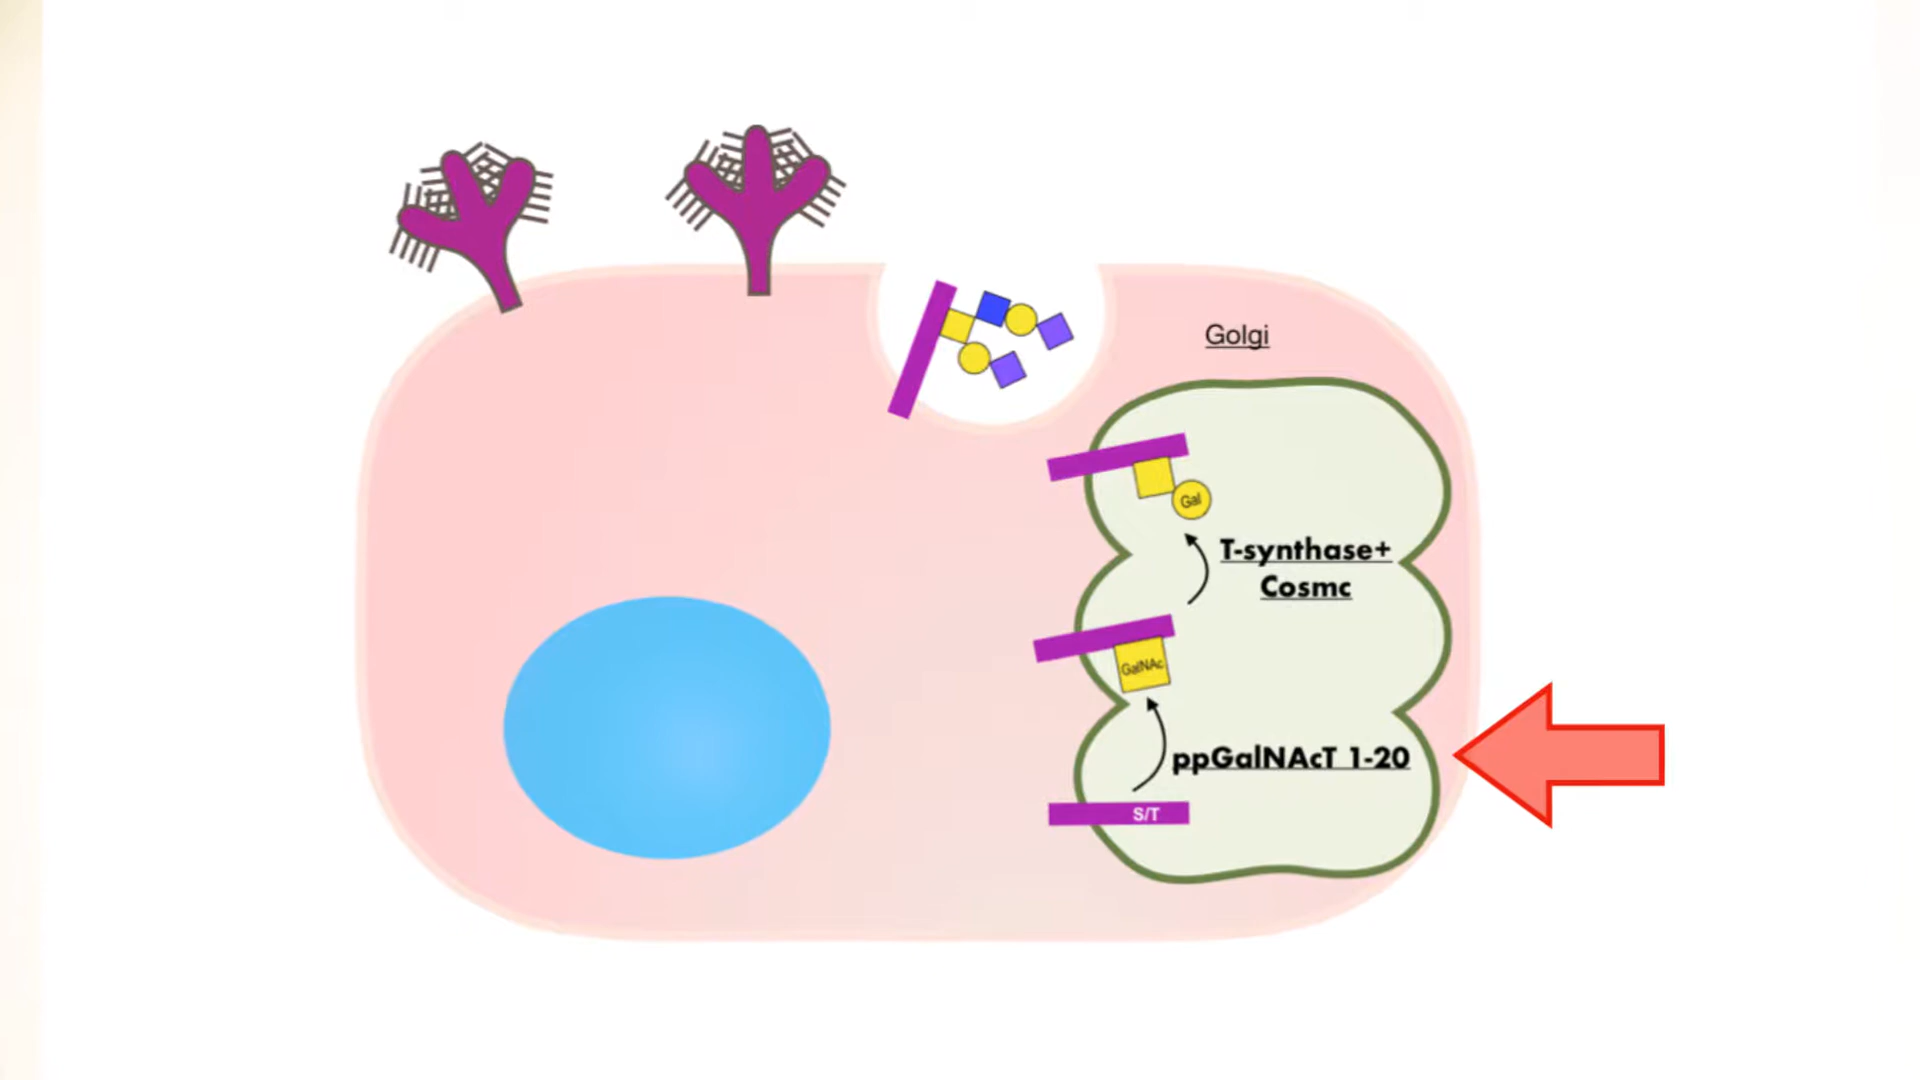 Golgi
Gal
T-synthase+
Cosmc
GalNAc
ppGalNAcT 1-20
S/T